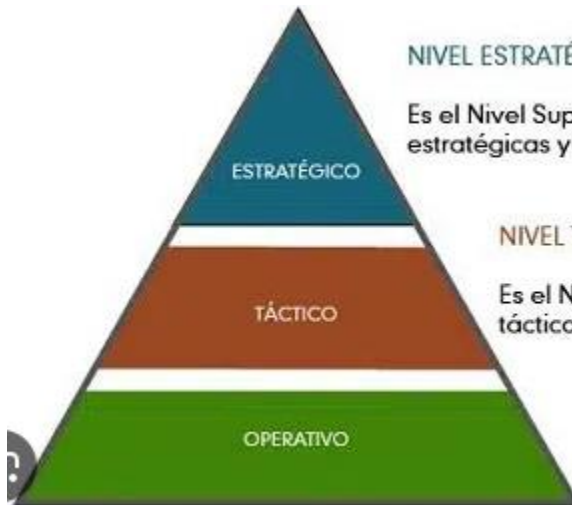 NIVEL ESTRATÉ
Es el Nivel Sup
estratégicas y
ESTRATÉGICO
NIVEL
Es el N
táctico
TÁCTICO
OPERATIVO